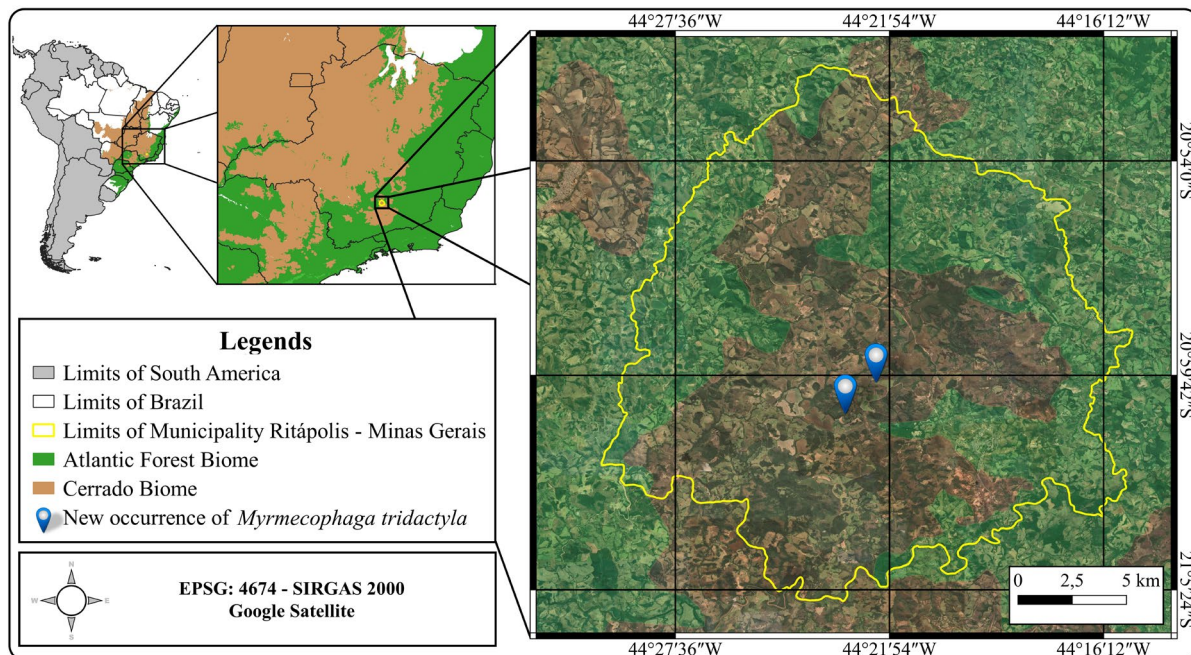 44°27'36"W 44°21'54"W 44°16'12"W
20°54'0"S
20°59'42"S
21°5'24"S
Legends
Limits of South America
Limits of Brazil
Limits of Municipality Ritápolis - Minas Gerais
Atlantic Forest Biome
Cerrado Biome
New occurrence of Myrmecophaga tridactyla
N
W E
S
EPSG: 4674 - SIRGAS 2000
Google Satellite
0 2,5 5 km
44°27'36"W 44°21'54"W 44°16'12"W